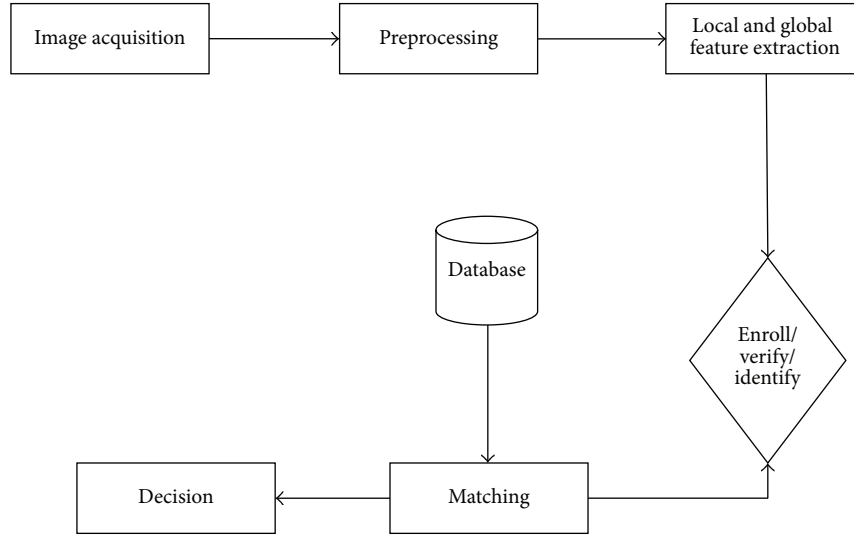 Image acquisition
Preprocessing
Local and global
feature extraction
Database
Enroll/
verify/
identify
Decision
Matching